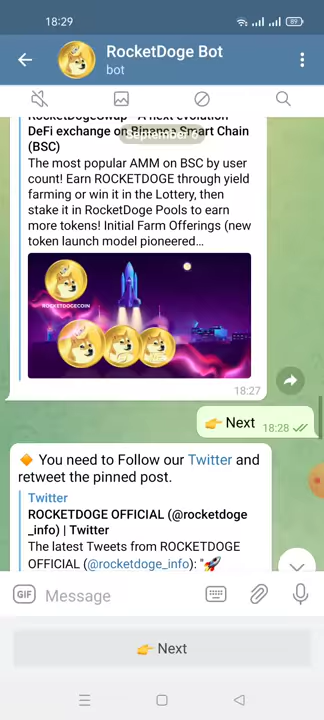 18:29
89
RocketDoge Bot
bot
RocketDogeSwap - A next evolution
DeFi exchange on Binance Smart Chain
(BSC)
The most popular AMM on BSC by user
count! Earn ROCKETDOGE through yield
farming or win it in the Lottery, then
stake it in RocketDoge Pools to earn
more tokens! Initial Farm Offerings (new
token launch model pioneered…
ROCKETDOGECOIN
18:27
👉 Next 18:28
🔸 You need to Follow our Twitter and
retweet the pinned post.
Twitter
ROCKETDOGE OFFICIAL (@rocketdoge
_info) | Twitter
The latest Tweets from ROCKETDOGE
OFFICIAL (@rocketdoge_info): "🚀
GIF Message
👉 Next